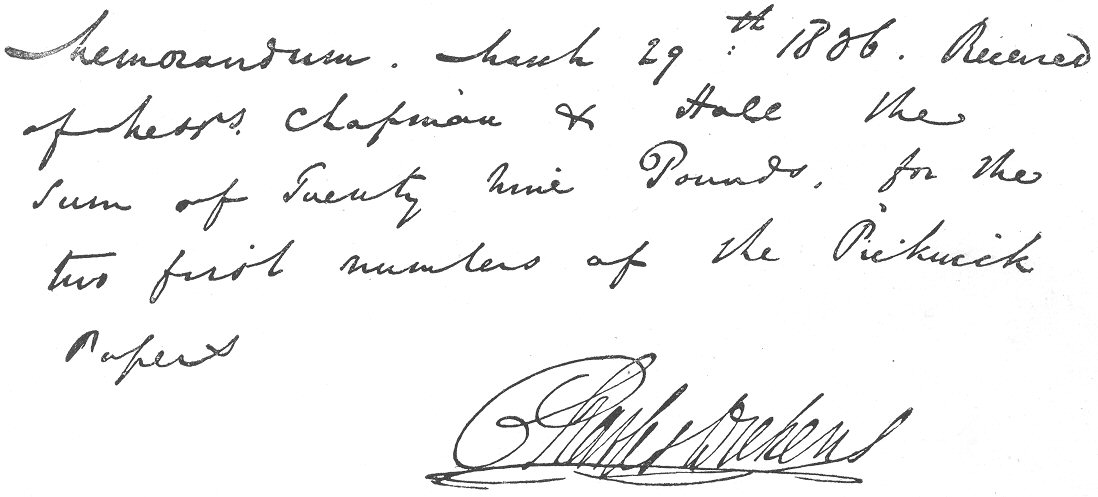 Memorandum. March 29th 1836. Received
of Messrs. Chapman & Hall the
Sum of Twenty Nine Pounds, for the
two first numbers of the Pickwick
Papers
Charles Dickens